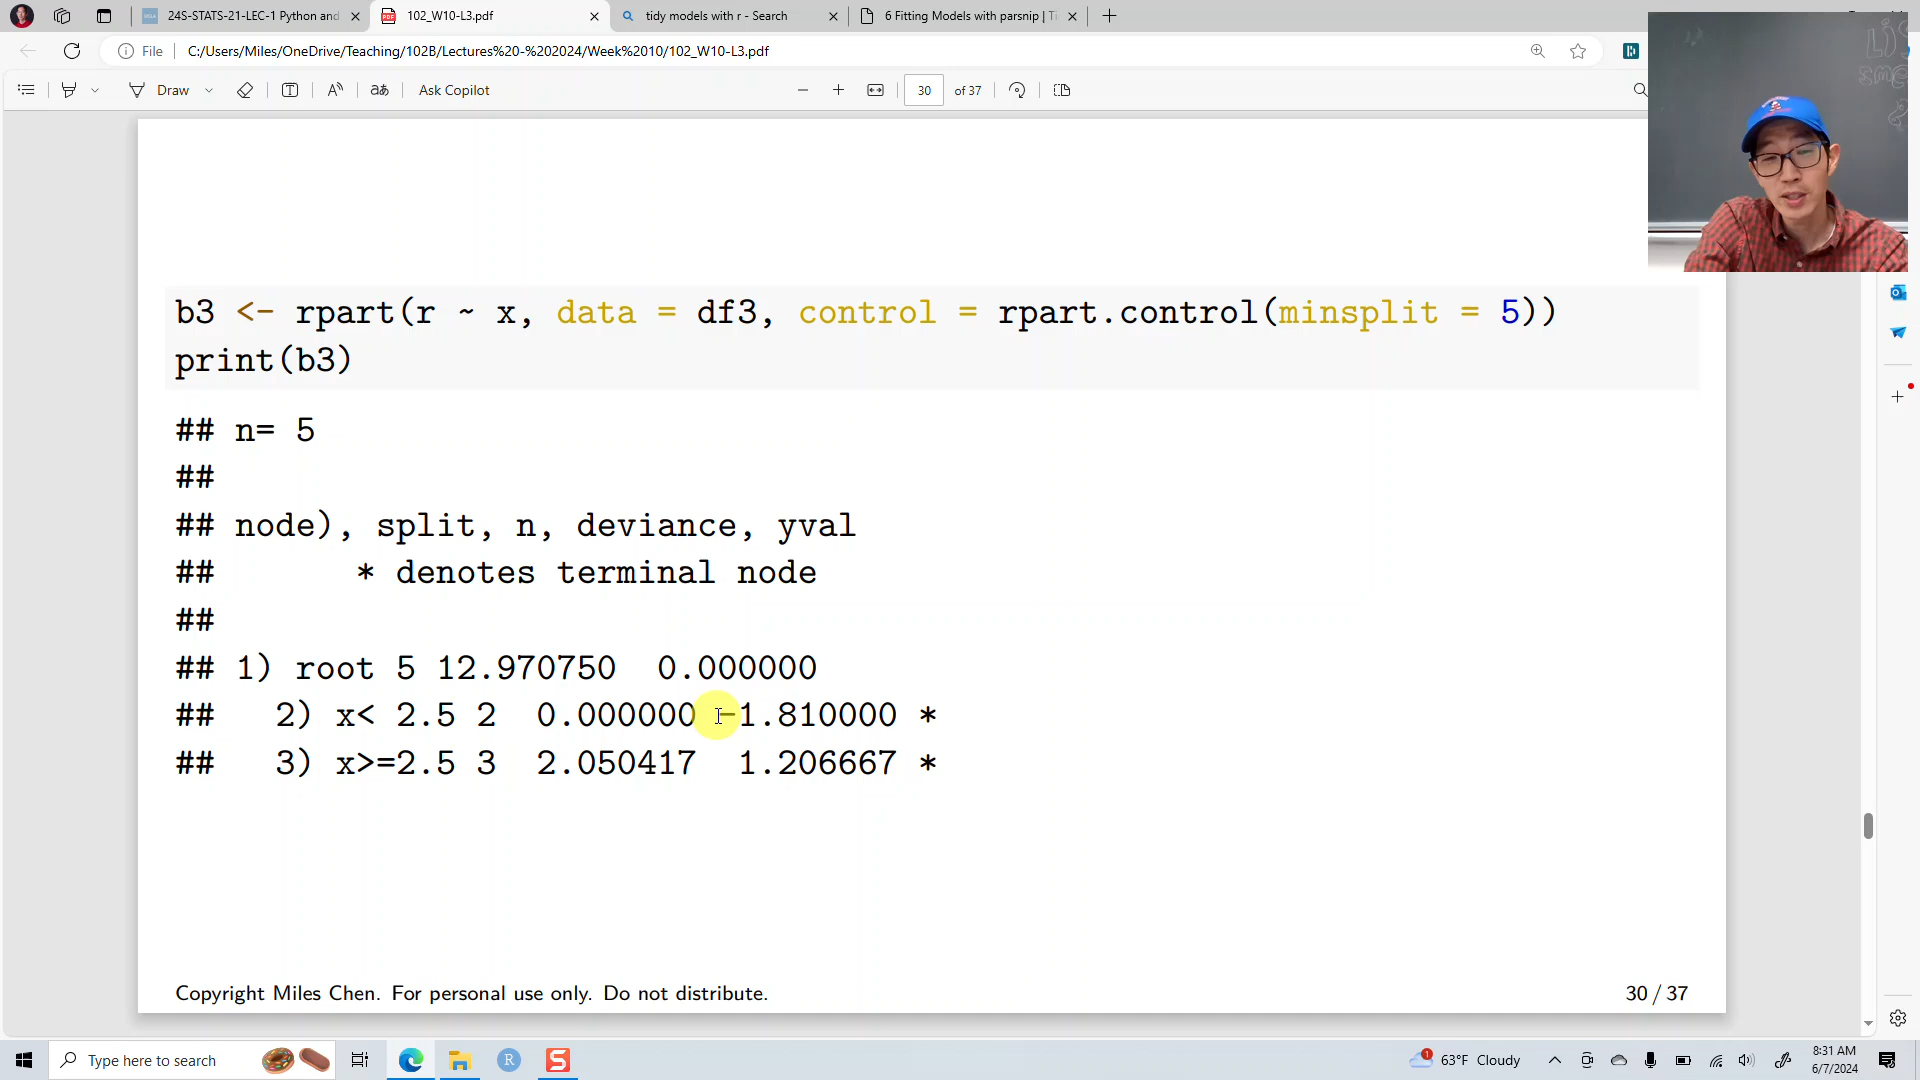 24S-STATS-21-LEC-1 Python and
102_W10-L3.pdf
tidy models with r - Search
6 Fitting Models with parsnip | Ti
File
C:/Users/Miles/OneDrive/Teaching/102B/Lectures%20-%202024/Week%2010/102_W10-L3.pdf
Draw
Ask Copilot
30
of 37
b3 <- rpart(r ~ x, data = df3, control = rpart.control(minsplit = 5))
print(b3)
## n= 5
##
## node), split, n, deviance, yval
##       * denotes terminal node
##
## 1) root 5 12.970750  0.000000
##   2) x< 2.5 2  0.000000 -1.810000 *
##   3) x>=2.5 3  2.050417  1.206667 *
Copyright Miles Chen. For personal use only. Do not distribute.
30 / 37
Type here to search
63°F Cloudy
8:31 AM
6/7/2024